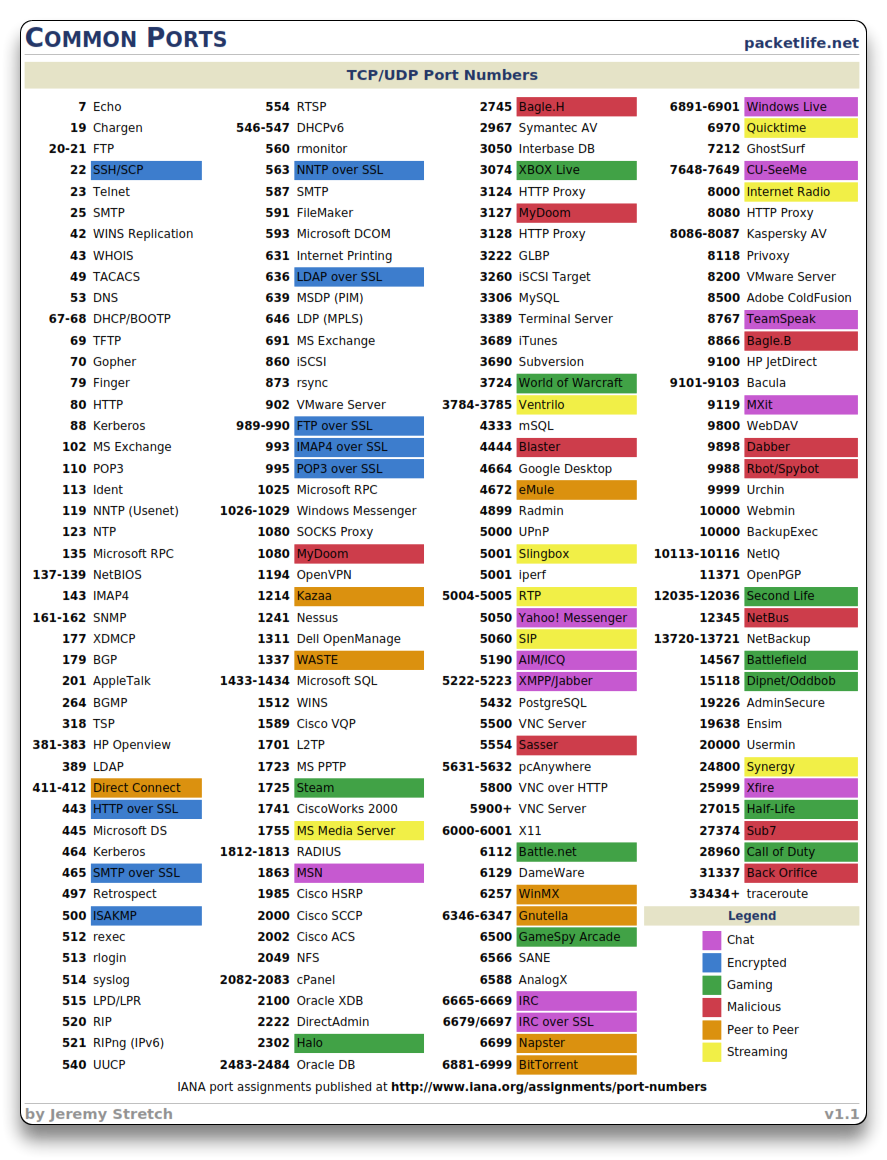 COMMON PORTS
packetlife.net
TCP/UDP Port Numbers
7 Echo
19 Chargen
20-21 FTP
22 SSH/SCP
23 Telnet
25 SMTP
42 WINS Replication
43 WHOIS
49 TACACS
53 DNS
67-68 DHCP/BOOTP
69 TFTP
70 Gopher
79 Finger
80 HTTP
88 Kerberos
102 MS Exchange
110 POP3
113 Ident
119 NNTP (Usenet)
123 NTP
135 Microsoft RPC
137-139 NetBIOS
143 IMAP4
161-162 SNMP
177 XDMCP
179 BGP
201 AppleTalk
264 BGMP
318 TSP
381-383 HP Openview
389 LDAP
411-412 Direct Connect
443 HTTP over SSL
445 Microsoft DS
464 Kerberos
465 SMTP over SSL
497 Retrospect
500 ISAKMP
512 rexec
513 rlogin
514 syslog
515 LPD/LPR
520 RIP
521 RIPng (IPv6)
540 UUCP
554 RTSP
546-547 DHCPv6
560 rmonitor
563 NNTP over SSL
587 SMTP
591 FileMaker
593 Microsoft DCOM
631 Internet Printing
636 LDAP over SSL
639 MSDP (PIM)
646 LDP (MPLS)
691 MS Exchange
860 iSCSI
873 rsync
902 VMware Server
989-990 FTP over SSL
993 IMAP4 over SSL
995 POP3 over SSL
1025 Microsoft RPC
1026-1029 Windows Messenger
1080 SOCKS Proxy
1080 MyDoom
1194 OpenVPN
1214 Kazaa
1241 Nessus
1311 Dell OpenManage
1337 WASTE
1433-1434 Microsoft SQL
1512 WINS
1589 Cisco VQP
1701 L2TP
1723 MS PPTP
1725 Steam
1741 CiscoWorks 2000
1755 MS Media Server
1812-1813 RADIUS
1863 MSN
1985 Cisco HSRP
2000 Cisco SCCP
2002 Cisco ACS
2049 NFS
2082-2083 cPanel
2100 Oracle XDB
2222 DirectAdmin
2302 Halo
2483-2484 Oracle DB
2745 Bagle.H
2967 Symantec AV
3050 Interbase DB
3074 XBOX Live
3124 HTTP Proxy
3127 MyDoom
3128 HTTP Proxy
3222 GLBP
3260 iSCSI Target
3306 MySQL
3389 Terminal Server
3689 iTunes
3690 Subversion
3724 World of Warcraft
3784-3785 Ventrilo
4333 mSQL
4444 Blaster
4664 Google Desktop
4672 eMule
4899 Radmin
5000 UPnP
5001 Slingbox
5001 iperf
5004-5005 RTP
5050 Yahoo! Messenger
5060 SIP
5190 AIM/ICQ
5222-5223 XMPP/Jabber
5432 PostgreSQL
5500 VNC Server
5554 Sasser
5631-5632 pcAnywhere
5800 VNC over HTTP
5900+ VNC Server
6000-6001 X11
6112 Battle.net
6129 DameWare
6257 WinMX
6346-6347 Gnutella
6500 GameSpy Arcade
6566 SANE
6588 AnalogX
6665-6669 IRC
6679/6697 IRC over SSL
6699 Napster
6881-6999 BitTorrent
6891-6901 Windows Live
6970 Quicktime
7212 GhostSurf
7648-7649 CU-SeeMe
8000 Internet Radio
8080 HTTP Proxy
8086-8087 Kaspersky AV
8118 Privoxy
8200 VMware Server
8500 Adobe ColdFusion
8767 TeamSpeak
8866 Bagle.B
9100 HP JetDirect
9101-9103 Bacula
9119 MXit
9800 WebDAV
9898 Dabber
9988 Rbot/Spybot
9999 Urchin
10000 Webmin
10000 BackupExec
10113-10116 NetIQ
11371 OpenPGP
12035-12036 Second Life
12345 NetBus
13720-13721 NetBackup
14567 Battlefield
15118 Dipnet/Oddbob
19226 AdminSecure
19638 Ensim
20000 Usermin
24800 Synergy
25999 Xfire
27015 Half-Life
27374 Sub7
28960 Call of Duty
31337 Back Orifice
33434+ traceroute
Legend
Chat
Encrypted
Gaming
Malicious
Peer to Peer
Streaming
IANA port assignments published at http://www.iana.org/assignments/port-numbers
by Jeremy Stretch
v1.1